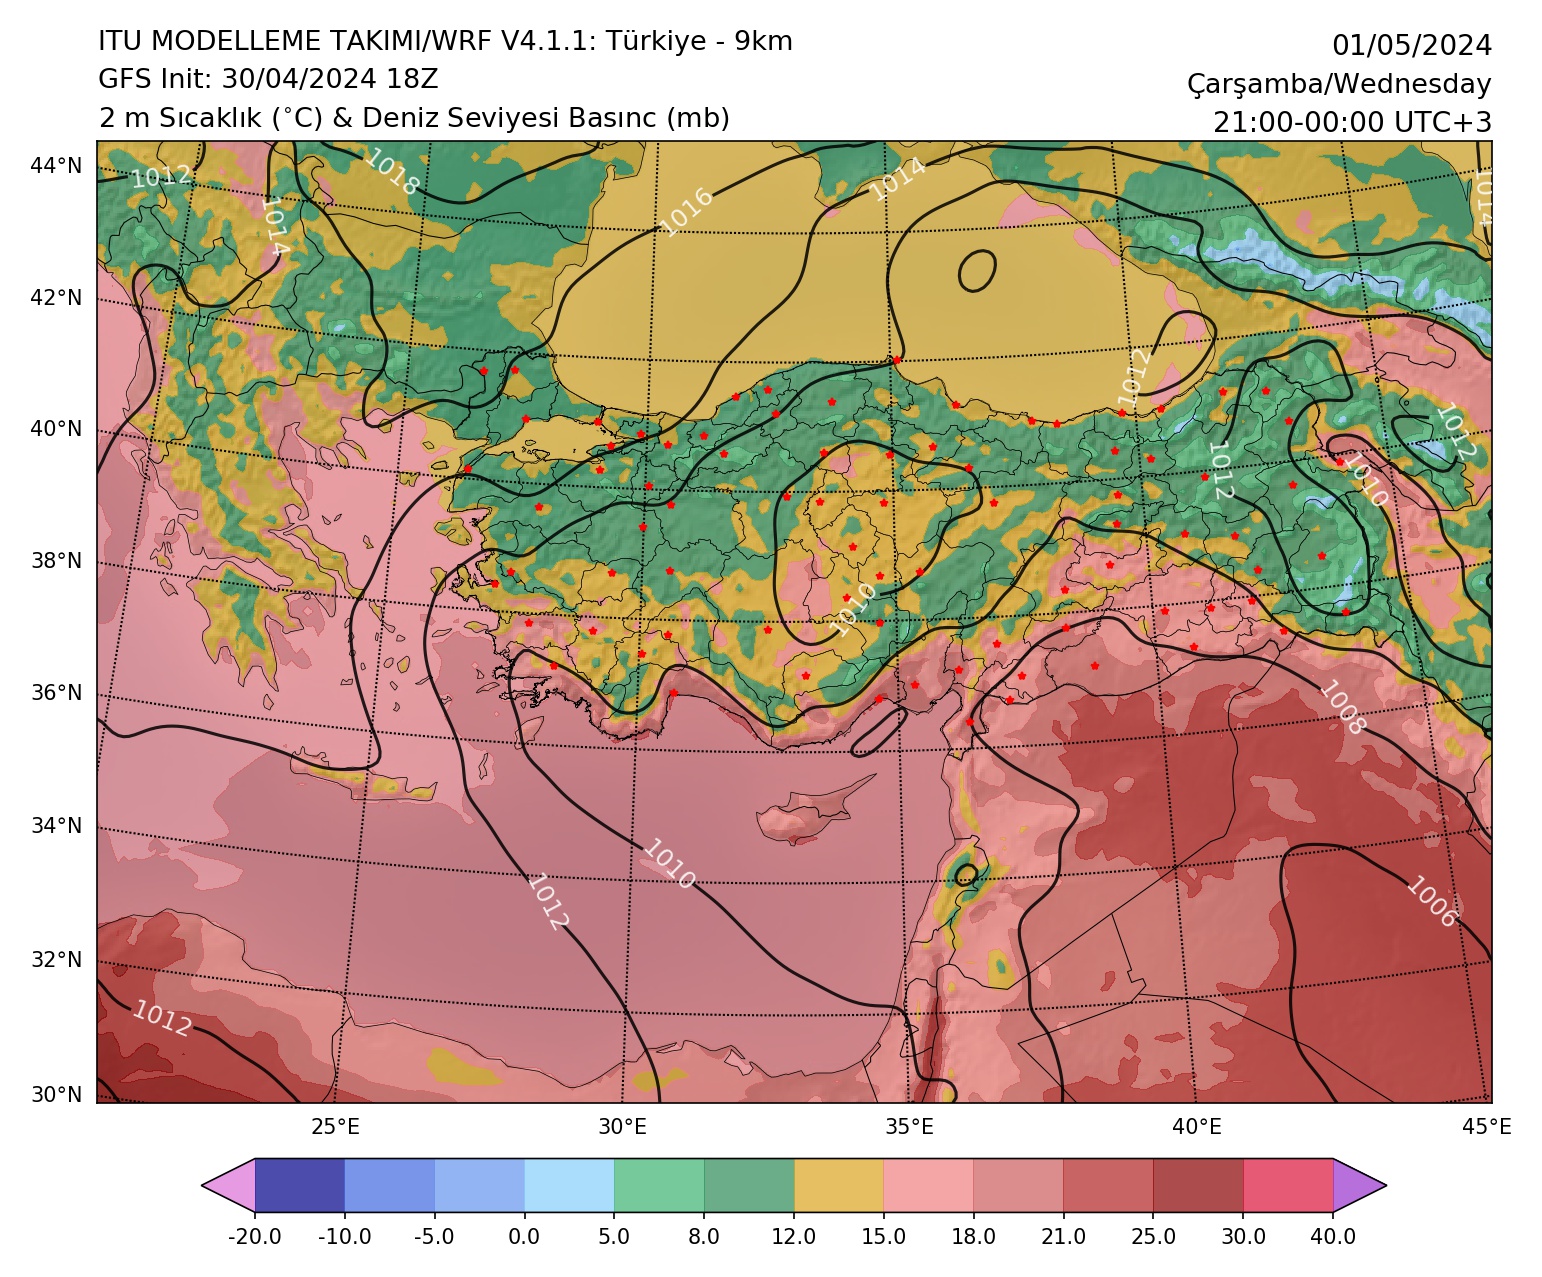 ITU MODELLEME TAKIMI/WRF V4.1.1: Türkiye - 9km
GFS Init: 30/04/2024 18Z
2 m Sıcaklık (°C) & Deniz Seviyesi Basınc (mb)
01/05/2024
Çarşamba/Wednesday
21:00-00:00 UTC+3
44°N
42°N
40°N
38°N
36°N
34°N
32°N
30°N
1012
1018
1014
1016
1014
1014
1012
1012
1012
1010
1010
1008
1010
1012
1006
1012
25°E
30°E
35°E
40°E
45°E
-20.0
-10.0
-5.0
0.0
5.0
8.0
12.0
15.0
18.0
21.0
25.0
30.0
40.0